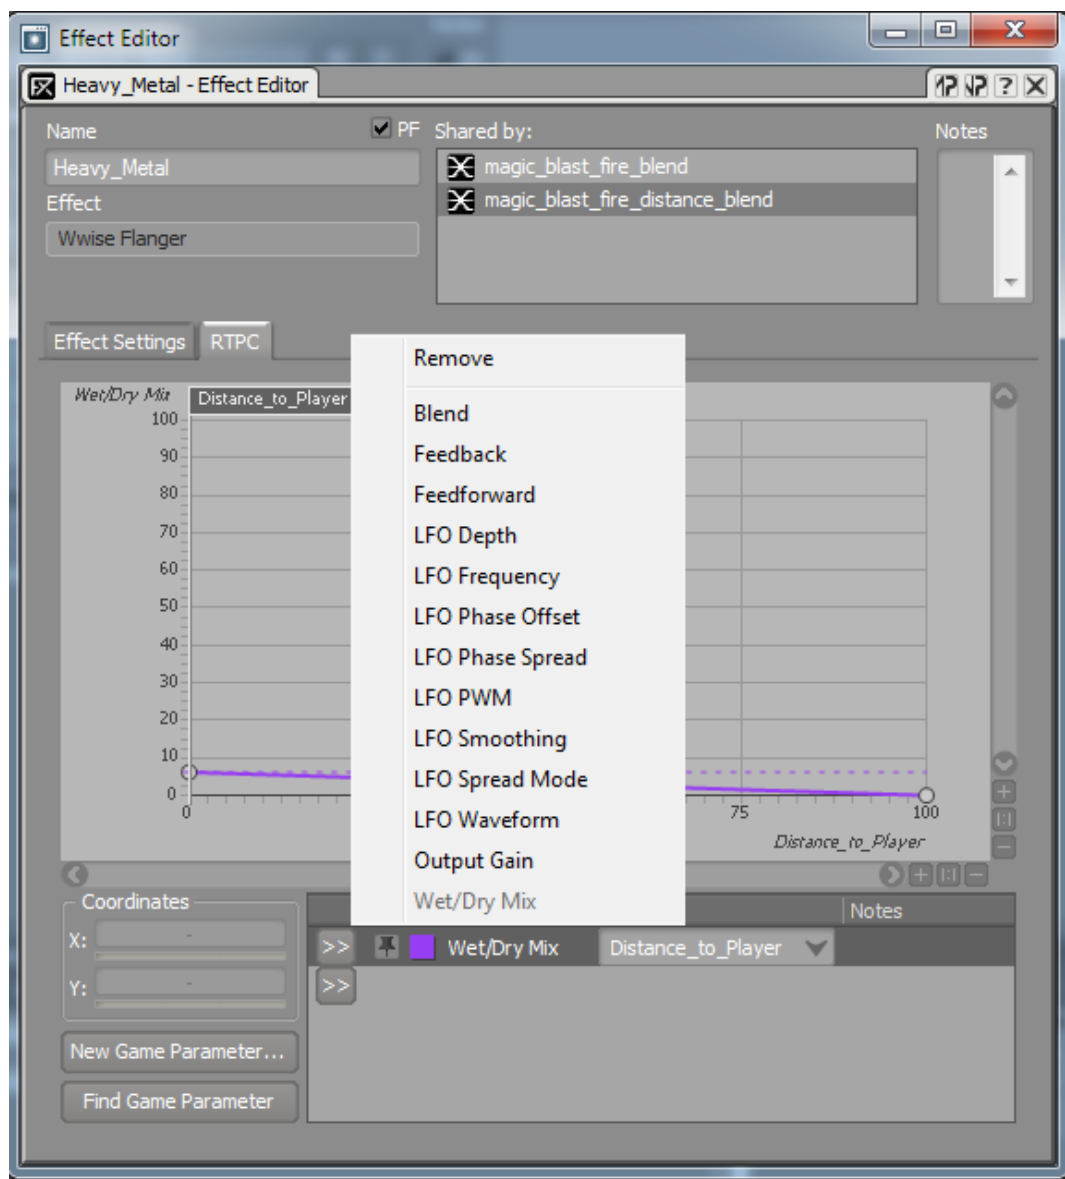 Effect Editor
Heavy_Metal - Effect Editor
Name
PF
Shared by:
Notes
Heavy_Metal
magic_blast_fire_blend
Effect
magic_blast_fire_distance_blend
Wwise Flanger
Effect Settings
RTPC
Remove
Blend
Feedback
Feedforward
LFO Depth
LFO Frequency
LFO Phase Offset
LFO Phase Spread
LFO PWM
LFO Smoothing
LFO Spread Mode
LFO Waveform
Output Gain
Wet/Dry Mix
Wet/Dry Mix
Distance_to_Player
100
90
80
70
60
50
40
30
20
10
0
0
75
100
Distance_to_Player
1:1
1:1
Coordinates
X: -
Y: -
Notes
>> Wet/Dry Mix Distance_to_Player
>>
New Game Parameter...
Find Game Parameter